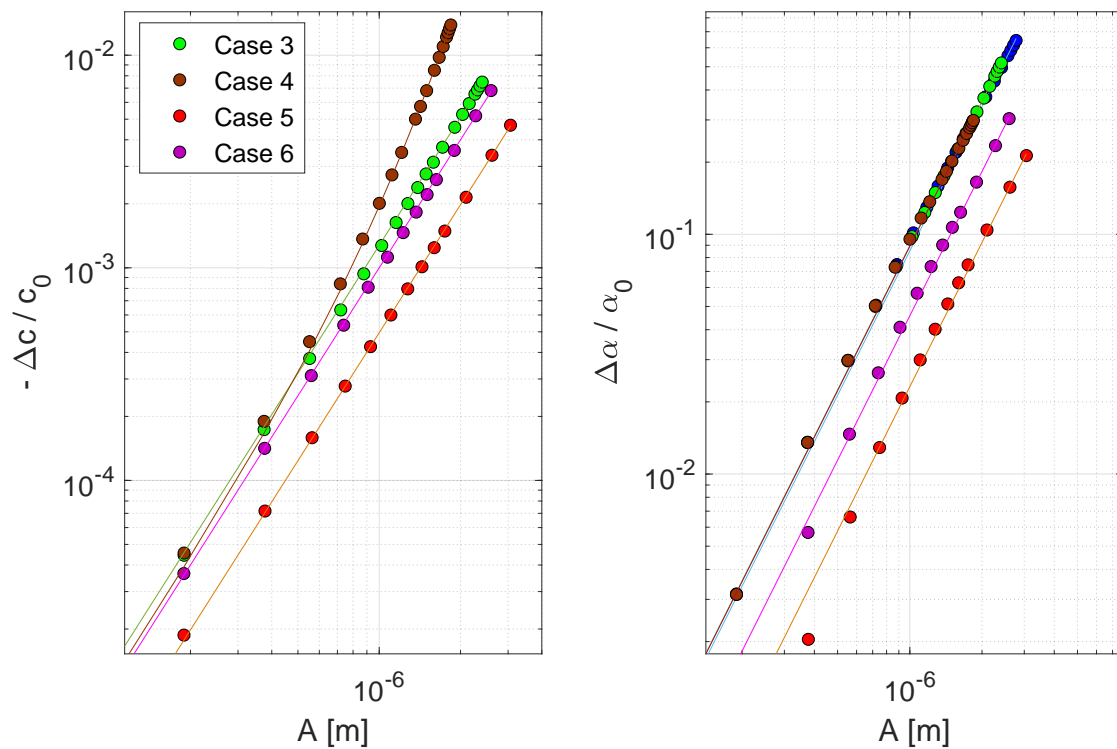 Case 3
Case 4
Case 5
Case 6
10^-2
10^-3
10^-4
- Δc / c_0
10^-6
A [m]
10^-1
10^-2
Δα / α_0
10^-6
A [m]